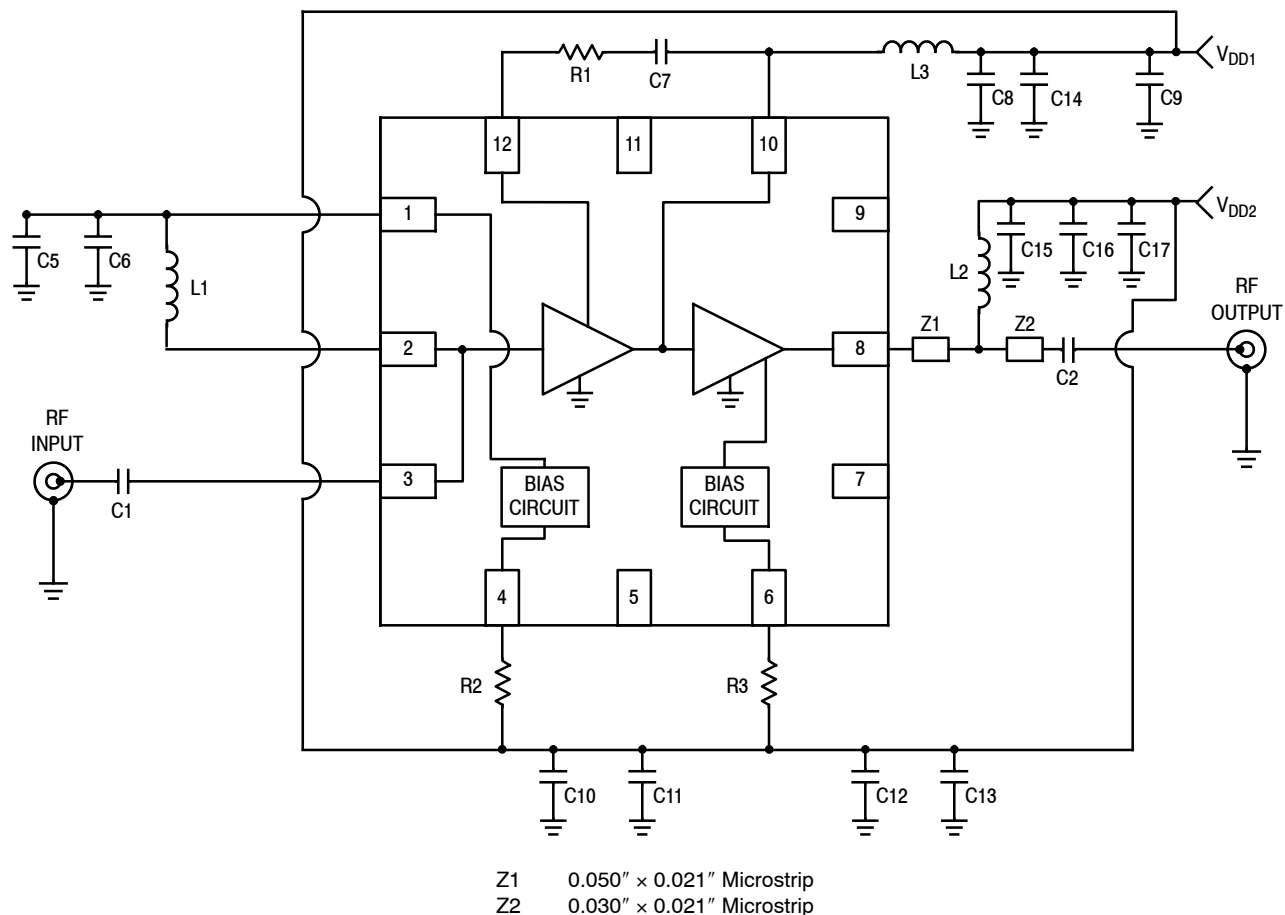 R1
C7
L3
C8
C14
C9
VDD1
12
11
10
1
9
VDD2
C5
C6
L1
C15
C16
C17
L2
RF
OUTPUT
2
8
Z1
Z2
C2
RF
INPUT
C1
3
BIAS
CIRCUIT
BIAS
CIRCUIT
7
4
5
6
R2
R3
C10
C11
C12
C13
Z1 0.050″ × 0.021″ Microstrip
Z2 0.030″ × 0.021″ Microstrip